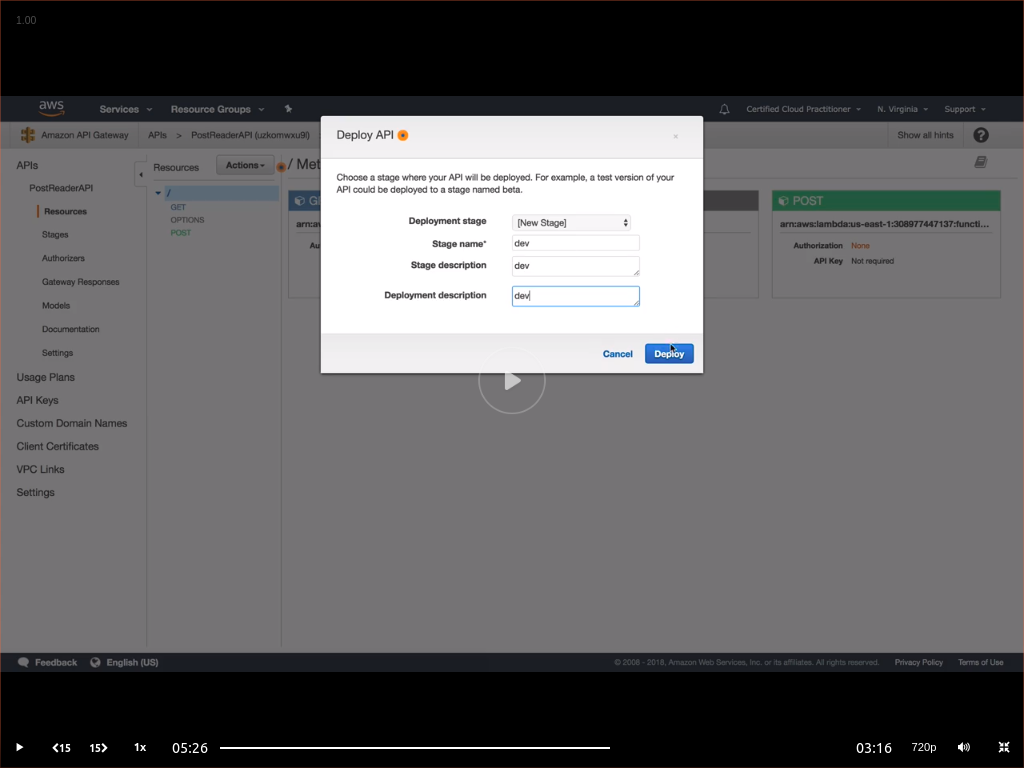 1.00
aws
Services
Resource Groups
Certified Cloud Practitioner
N. Virginia
Support
Amazon API Gateway
APIs > PostReaderAPI (uzkomwxu9l)
Show all hints
?
APIs
PostReaderAPI
Resources
Stages
Authorizers
Gateway Responses
Models
Documentation
Settings
Usage Plans
API Keys
Custom Domain Names
Client Certificates
VPC Links
Settings
Resources
Actions
/ Met
/
GET
OPTIONS
POST
arn:a
Au
Deploy API
×
Choose a stage where your API will be deployed. For example, a test version of your
API could be deployed to a stage named beta.
Deployment stage [New Stage]
Stage name* dev
Stage description dev
Deployment description dev
Cancel
Deploy
POST
arn:aws:lambda:us-east-1:308977447137:functi...
Authorization None
API Key Not required
Feedback
English (US)
© 2008 - 2018, Amazon Web Services, Inc. or its affiliates. All rights reserved.
Privacy Policy
Terms of Use
15
15
1x
05:26
03:16
720p